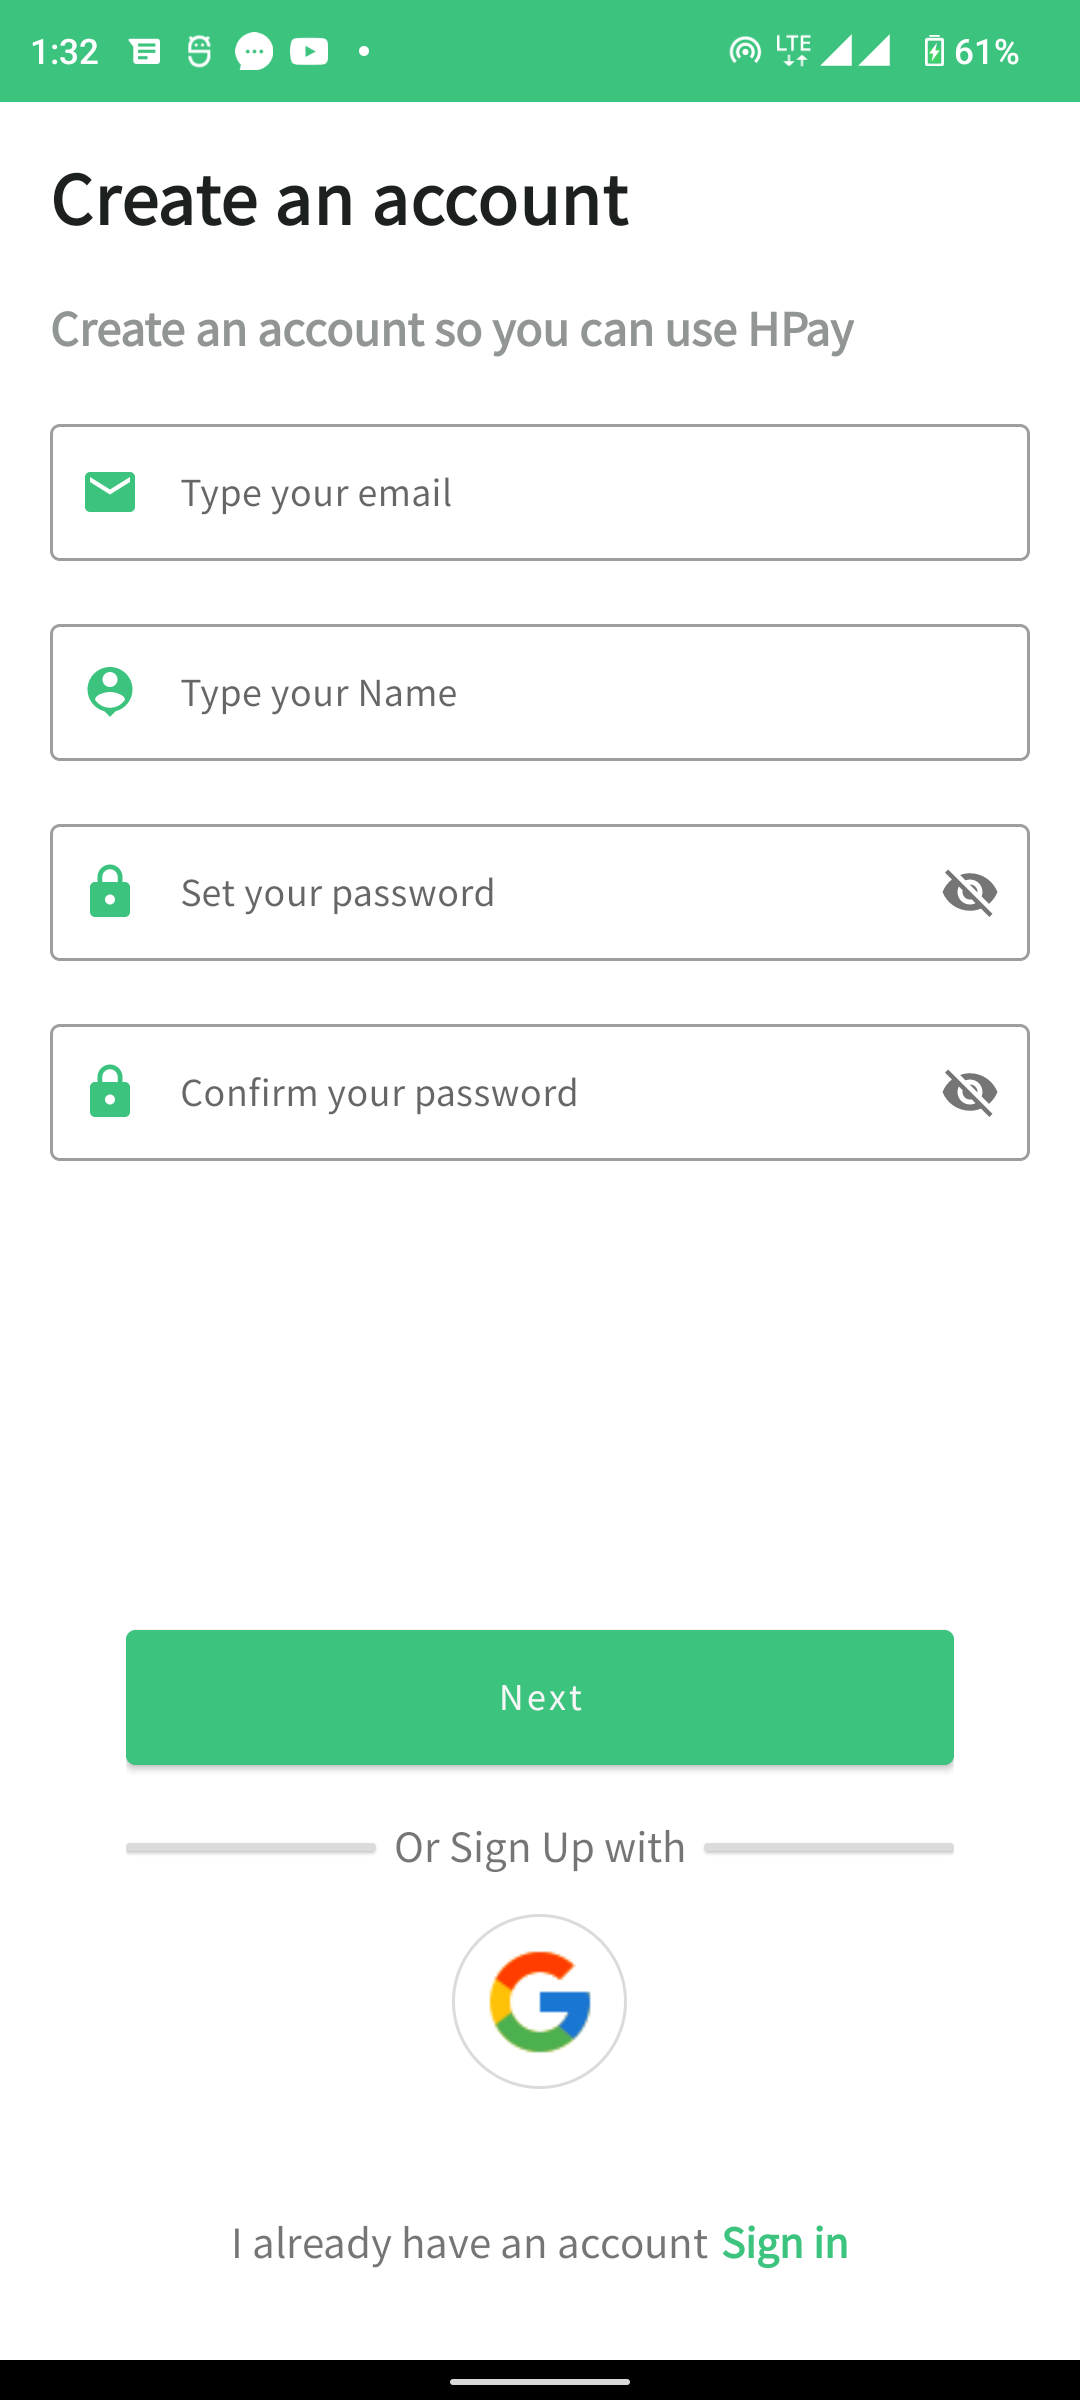 1:32 LTE 61%
Create an account
Create an account so you can use HPay
Type your email
Type your Name
Set your password
Confirm your password
Next
Or Sign Up with
I already have an account Sign in